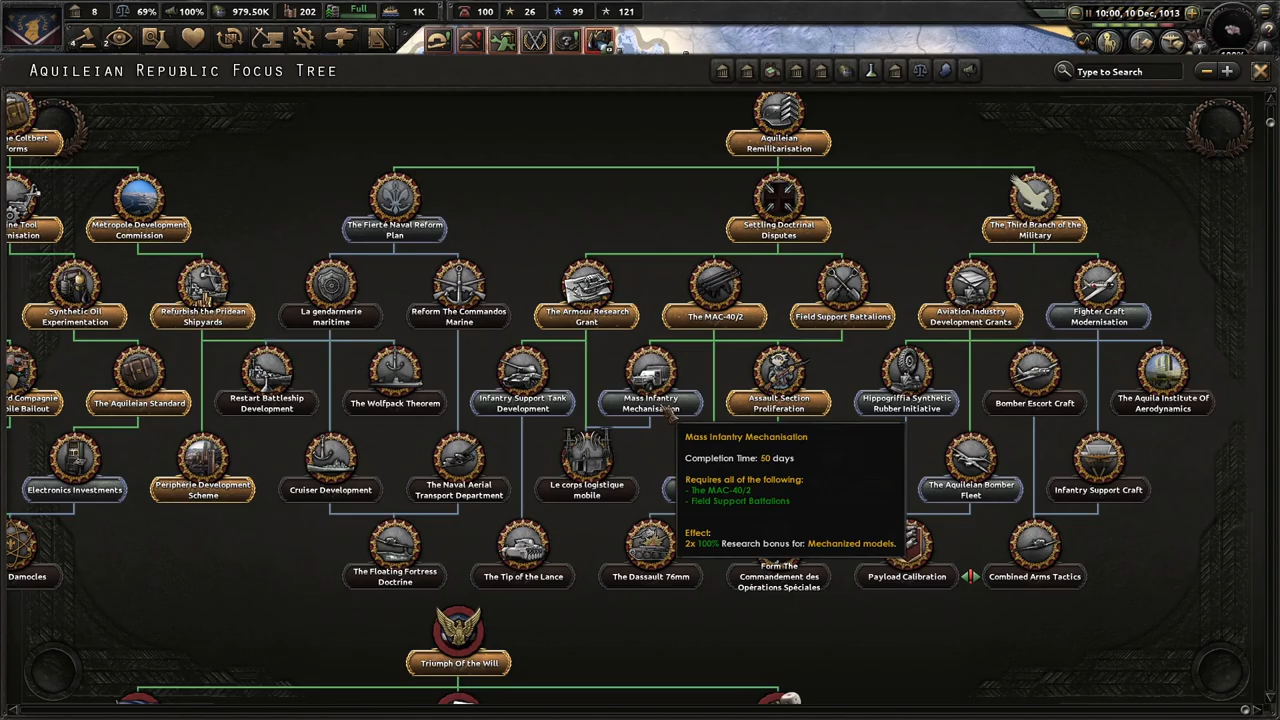 8 69% 100% 979.50K 202 Full 1K 100 26 99 121 10:00, 10 Dec, 1013
4 2
100%
Aquileian Republic Focus Tree
Type to Search
Aquileian
Remilitarisation
Metropole Development
Commission
The Fierté Naval Reform
Plan
Settling Doctrinal
Disputes
The Third Branch of the
Military
Synthetic Oil
Experimentation
Refurbish the Pridean
Shipyards
La gendarmerie
maritime
Reform The Commandos
Marine
The Armour Research
Grant
The MAC-40/2
Field Support Battalions
Aviation Industry
Development Grants
Fighter Craft
Modernisation
The Aquileian Standard
Restart Battleship
Development
The Wolfpack Theorem
Infantry Support Tank
Development
Mass Infantry
Mechanisation
Assault Section
Proliferation
Hippogriffia Synthetic
Rubber Initiative
Bomber Escort Craft
The Aquila Institute Of
Aerodynamics
Mass Infantry Mechanisation
Completion Time: 50 days
Requires all of the following:
- The MAC-40/2
- Field Support Battalions
Effect:
2x 100% Research bonus for: Mechanized models.
Electronics Investments
Péripherie Development
Scheme
Cruiser Development
The Naval Aerial
Transport Department
Le corps logistique
mobile
The Aquileian Bomber
Fleet
Infantry Support Craft
Damocles
The Floating Fortress
Doctrine
The Tip of the Lance
The Dassault 76mm
Form The
Commandement des
Opérations Spéciales
Payload Calibration
Combined Arms Tactics
Triumph Of the Will